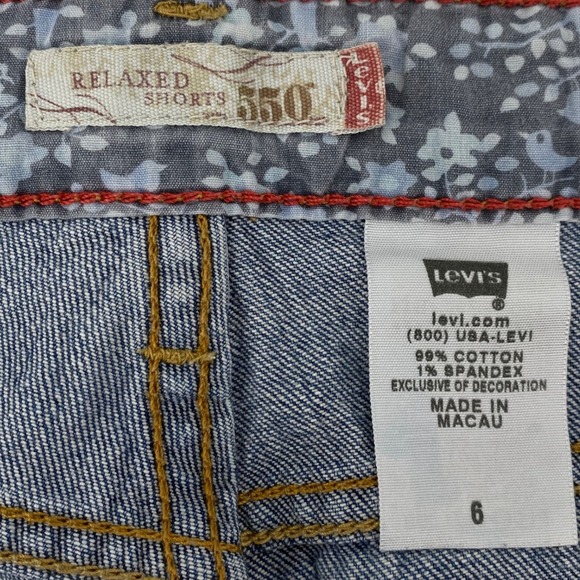 RELAXED
SHORTS 550™
Levi's
Levi's
®
levi.com
(800) USA-LEVI
99% COTTON
1% SPANDEX
EXCLUSIVE OF DECORATION
MADE IN
MACAU
6